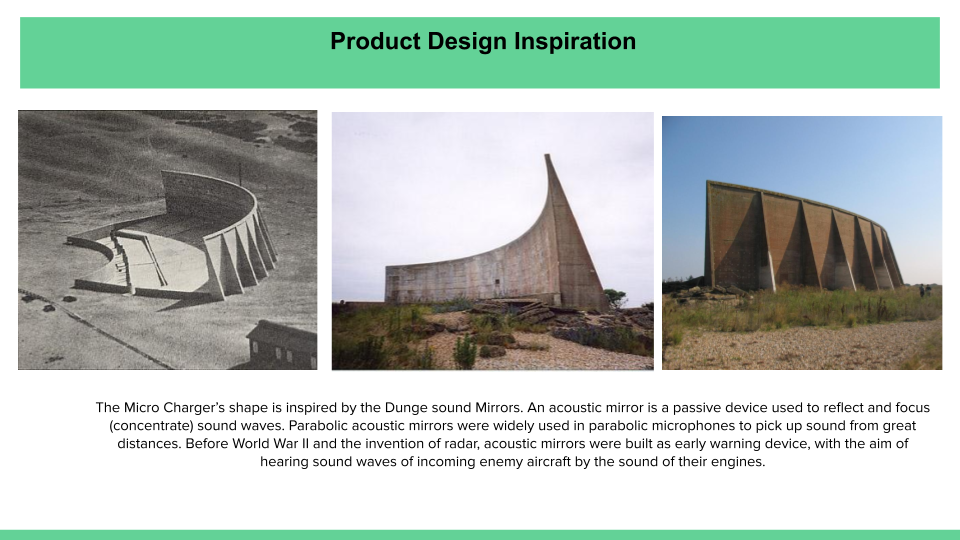 Product Design Inspiration
The Micro Charger’s shape is inspired by the Dunge sound Mirrors. An acoustic mirror is a passive device used to reflect and focus
(concentrate) sound waves. Parabolic acoustic mirrors were widely used in parabolic microphones to pick up sound from great
distances. Before World War II and the invention of radar, acoustic mirrors were built as early warning device, with the aim of
hearing sound waves of incoming enemy aircraft by the sound of their engines.